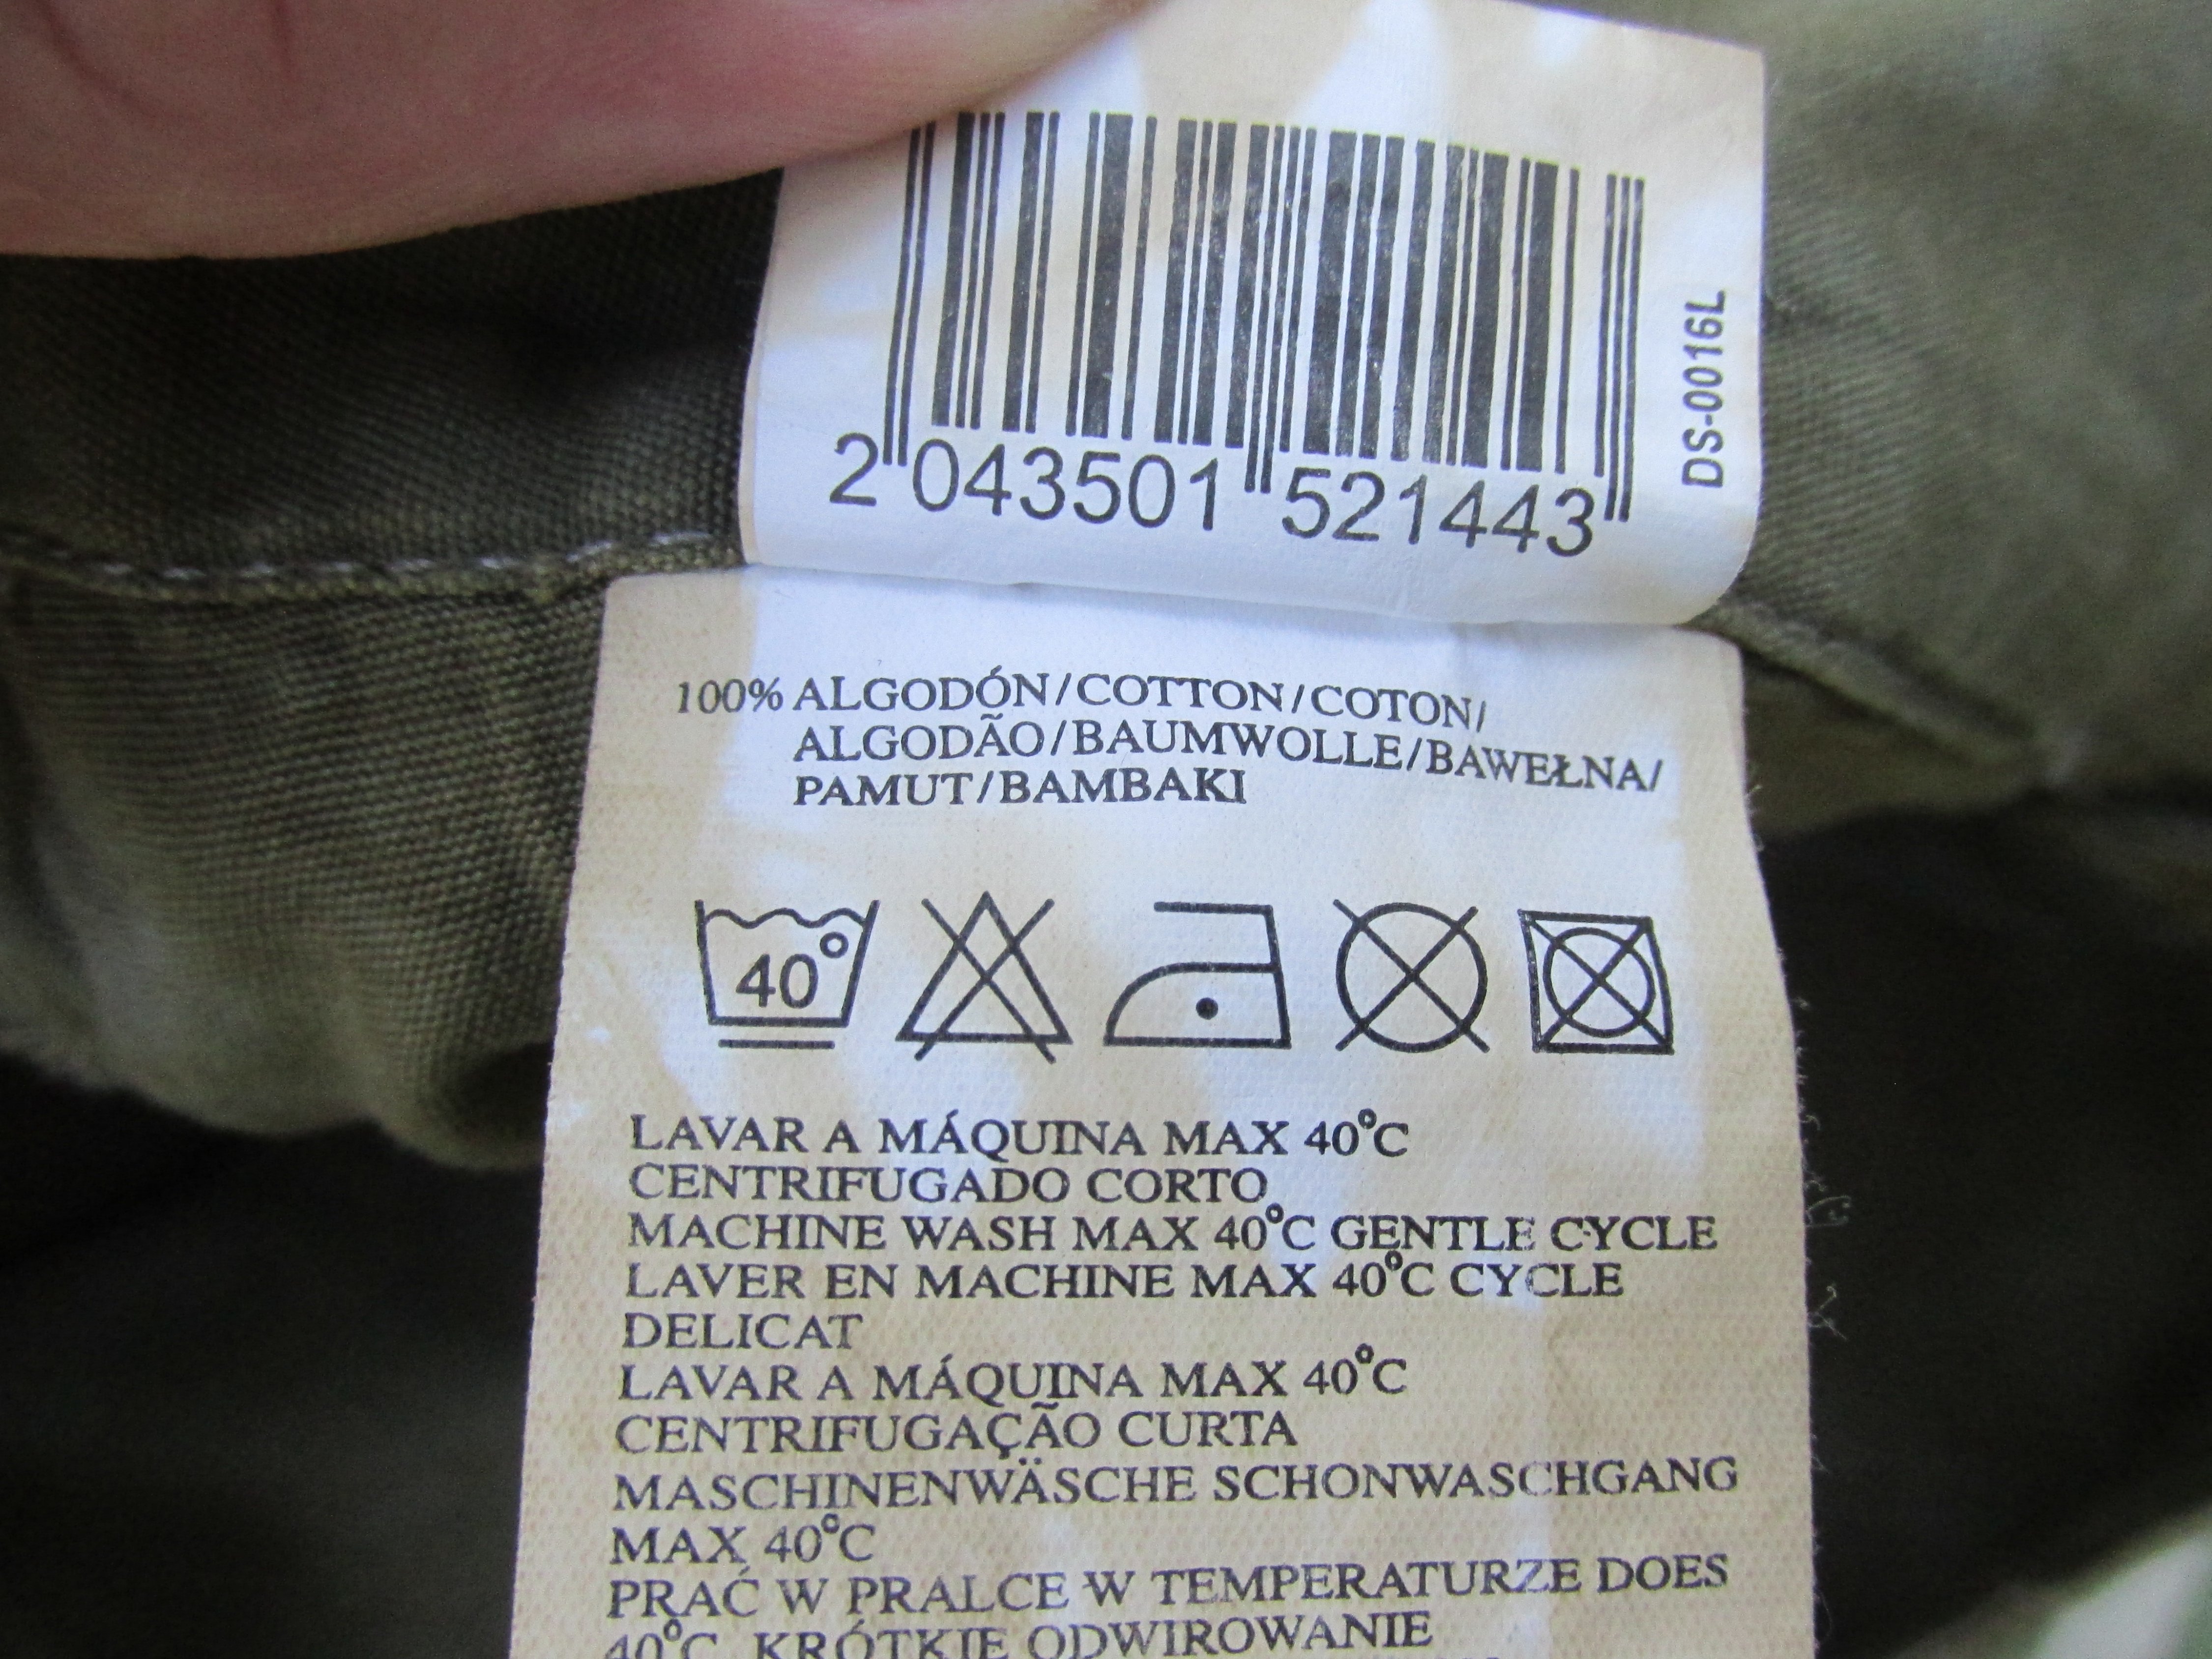 2 043501 521443
DS-0016L
100% ALGODÓN/COTTON/COTON/
ALGODÃO/BAUMWOLLE/BAWEŁNA/
PAMUT/BAMBAKI
40°
LAVAR A MÁQUINA MAX 40°C
CENTRIFUGADO CORTO
MACHINE WASH MAX 40°C GENTLE CYCLE
LAVER EN MACHINE MAX 40°C CYCLE
DELICAT
LAVAR A MÁQUINA MAX 40°C
CENTRIFUGAÇÃO CURTA
MASCHINENWÄSCHE SCHONWASCHGANG
MAX 40°C
PRAĆ W PRALCE W TEMPERATURZE DOES
40°C KRÓTKIE ODWIROWANIE